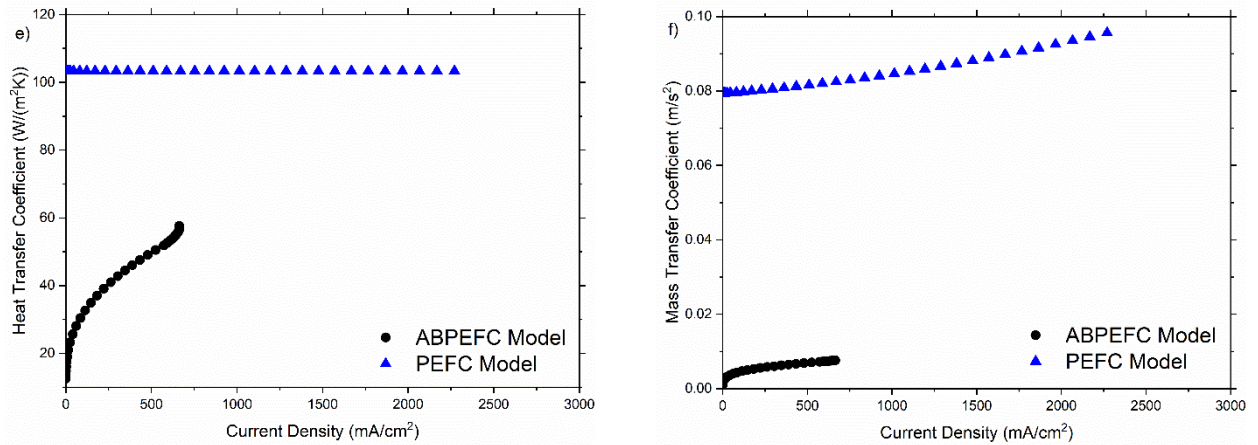 e)
120
100
80
60
40
20
Heat Transfer Coefficient (W/(m²K))
ABPEFC Model
PEFC Model
0 500 1000 1500 2000 2500 3000
Current Density (mA/cm²)
f)
0.10
0.08
0.06
0.04
0.02
0.00
Mass Transfer Coefficient (m/s²)
ABPEFC Model
PEFC Model
0 500 1000 1500 2000 2500 3000
Current Density (mA/cm²)